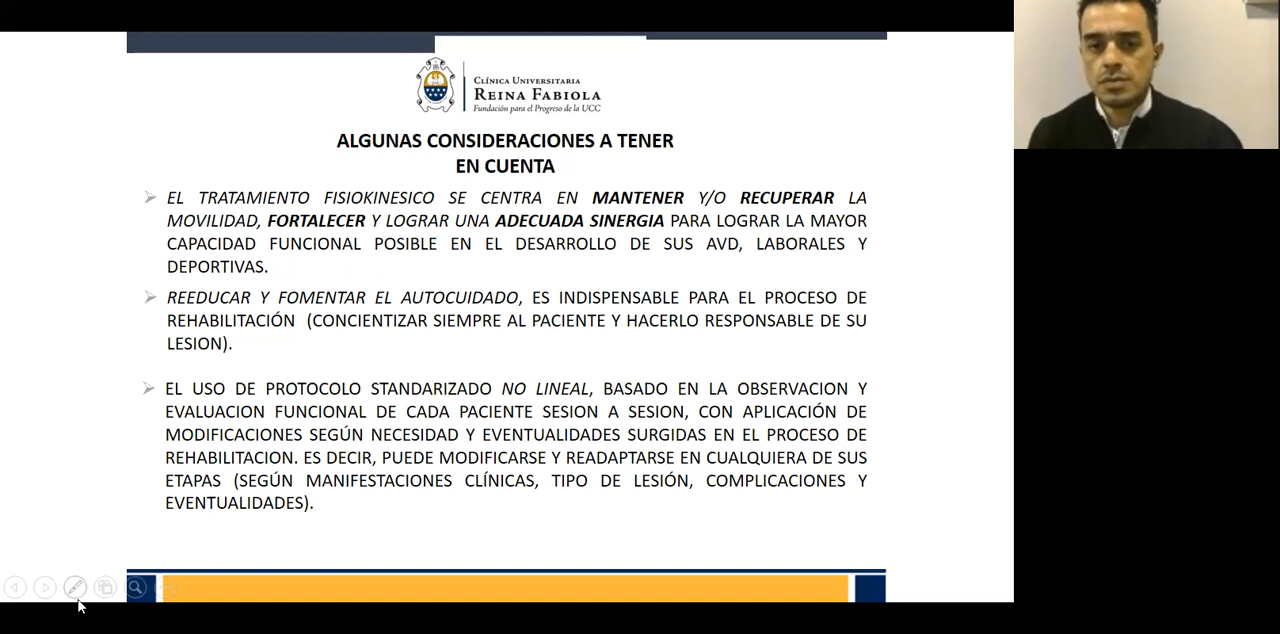 CLÍNICA UNIVERSITARIA
REINA FABIOLA
Fundación para el Progreso de la UCC
ALGUNAS CONSIDERACIONES A TENER
EN CUENTA
EL TRATAMIENTO FISIOKINESICO SE CENTRA EN MANTENER Y/O RECUPERAR LA
MOVILIDAD, FORTALECER Y LOGRAR UNA ADECUADA SINERGIA PARA LOGRAR LA MAYOR
CAPACIDAD FUNCIONAL POSIBLE EN EL DESARROLLO DE SUS AVD, LABORALES Y
DEPORTIVAS.
REEDUCAR Y FOMENTAR EL AUTOCUIDADO, ES INDISPENSABLE PARA EL PROCESO DE
REHABILITACIÓN (CONCIENTIZAR SIEMPRE AL PACIENTE Y HACERLO RESPONSABLE DE SU
LESION).
EL USO DE PROTOCOLO STANDARIZADO NO LINEAL, BASADO EN LA OBSERVACION Y
EVALUACION FUNCIONAL DE CADA PACIENTE SESION A SESION, CON APLICACIÓN DE
MODIFICACIONES SEGÚN NECESIDAD Y EVENTUALIDADES SURGIDAS EN EL PROCESO DE
REHABILITACION. ES DECIR, PUEDE MODIFICARSE Y READAPTARSE EN CUALQUIERA DE SUS
ETAPAS (SEGÚN MANIFESTACIONES CLÍNICAS, TIPO DE LESIÓN, COMPLICACIONES Y
EVENTUALIDADES).